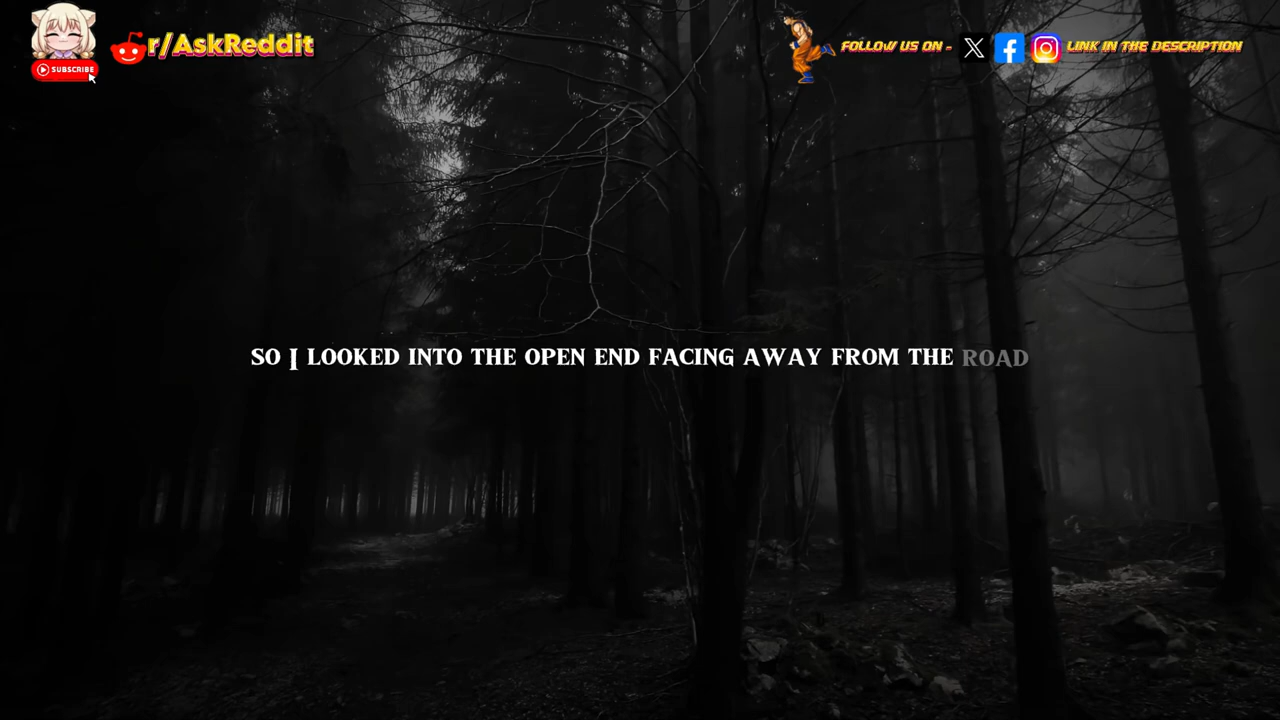 r/AskReddit
SUBSCRIBE
FOLLOW US ON -
LINK IN THE DESCRIPTION
SO I LOOKED INTO THE OPEN END FACING AWAY FROM THE ROAD